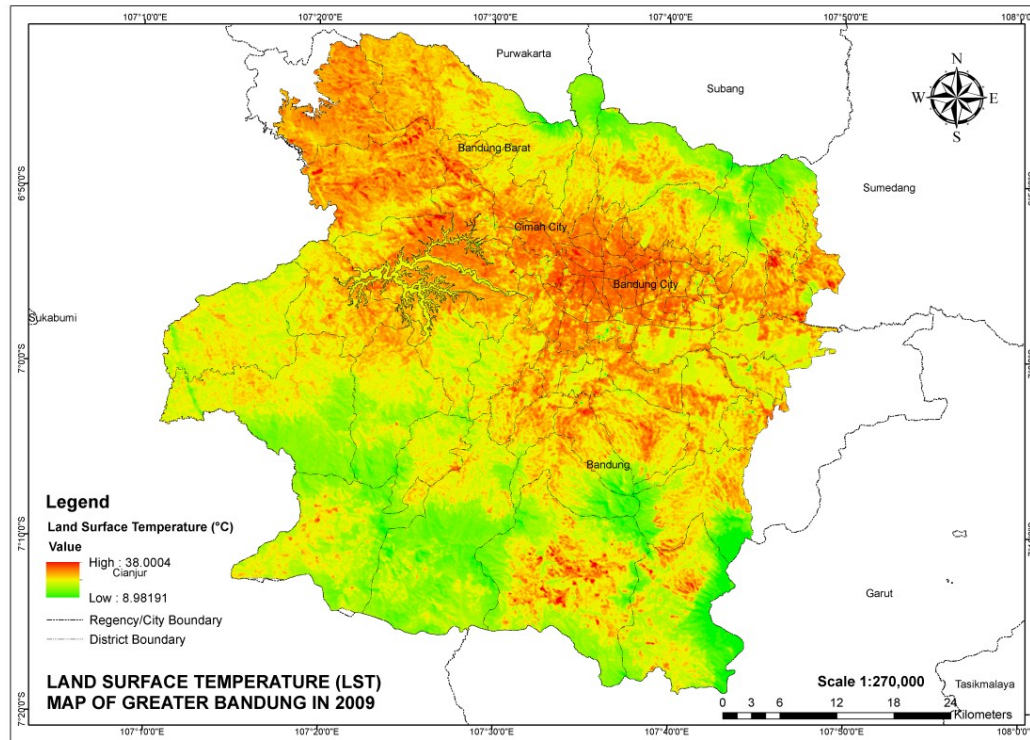 107°10'0"E 107°20'0"E 107°30'0"E 107°40'0"E 107°50'0"E 108°0'0"E
Purwakarta
Subang
N
W E
S
Bandung Barat
6°50'0"S
Sumedang
Cimah City
Bandung City
Sukabumi
7°0'0"S
Bandung
Legend
Land Surface Temperature (°C)
Value
High : 38.0004
Cianjur
Low : 8.98191
Regency/City Boundary
District Boundary
7°10'0"S
Garut
LAND SURFACE TEMPERATURE (LST)
MAP OF GREATER BANDUNG IN 2009
Scale 1:270,000
Tasikmalaya
0 3 6 12 18 24
Kilometers
7°20'0"S
107°10'0"E 107°20'0"E 107°30'0"E 107°40'0"E 107°50'0"E 108°0'0"E